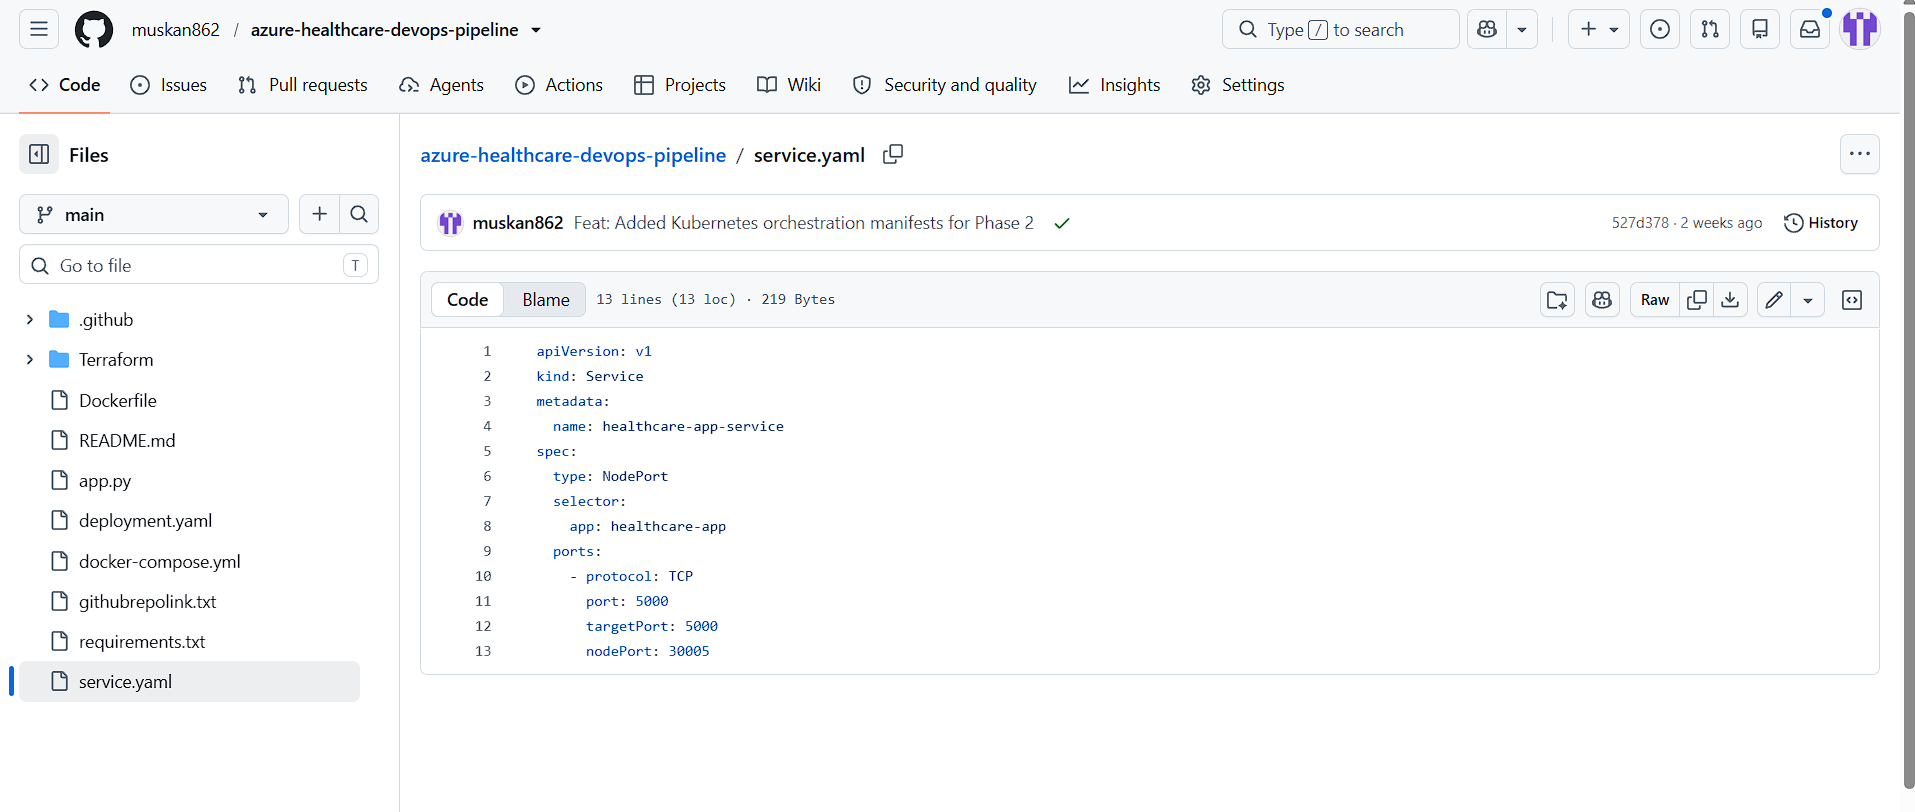 muskan862 / azure-healthcare-devops-pipeline
Type / to search
Code
Issues
Pull requests
Agents
Actions
Projects
Wiki
Security and quality
Insights
Settings
Files
main
Go to file
T
.github
Terraform
Dockerfile
README.md
app.py
deployment.yaml
docker-compose.yml
githubrepolink.txt
requirements.txt
service.yaml
azure-healthcare-devops-pipeline / service.yaml
muskan862 Feat: Added Kubernetes orchestration manifests for Phase 2
527d378 · 2 weeks ago
History
Code
Blame
13 lines (13 loc) · 219 Bytes
Raw
1 apiVersion: v1
2 kind: Service
3 metadata:
4   name: healthcare-app-service
5 spec:
6   type: NodePort
7   selector:
8     app: healthcare-app
9   ports:
10     - protocol: TCP
11       port: 5000
12       targetPort: 5000
13       nodePort: 30005